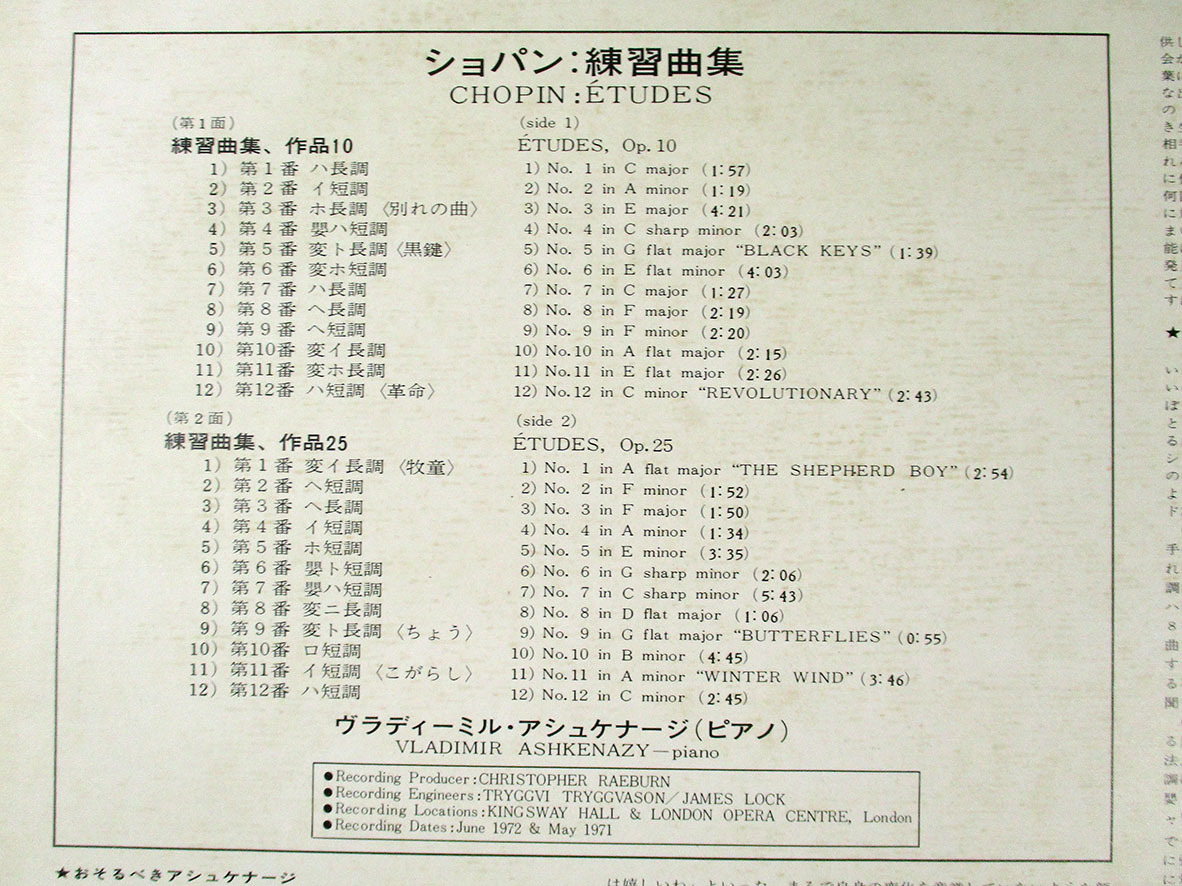 ショパン:練習曲集
CHOPIN:ÉTUDES
(第1面)
練習曲集、作品10
1) 第1番 ハ長調
2) 第2番 イ短調
3) 第3番 ホ長調〈別れの曲〉
4) 第4番 嬰ハ短調
5) 第5番 変ト長調〈黒鍵〉
6) 第6番 変ホ短調
7) 第7番 ハ長調
8) 第8番 ヘ長調
9) 第9番 ヘ短調
10) 第10番 変イ長調
11) 第11番 変ホ長調
12) 第12番 ハ短調〈革命〉
(side 1)
ÉTUDES, Op.10
1) No. 1 in C major (1:57)
2) No. 2 in A minor (1:19)
3) No. 3 in E major (4:21)
4) No. 4 in C sharp minor (2:03)
5) No. 5 in G flat major “BLACK KEYS” (1:39)
6) No. 6 in E flat minor (4:03)
7) No. 7 in C major (1:27)
8) No. 8 in F major (2:19)
9) No. 9 in F minor (2:20)
10) No.10 in A flat major (2:15)
11) No.11 in E flat major (2:26)
12) No.12 in C minor “REVOLUTIONARY” (2:43)
(第2面)
練習曲集、作品25
1) 第1番 変イ長調〈牧童〉
2) 第2番 ヘ短調
3) 第3番 ヘ長調
4) 第4番 イ短調
5) 第5番 ホ短調
6) 第6番 嬰ト短調
7) 第7番 嬰ハ短調
8) 第8番 変ニ長調
9) 第9番 変ト長調〈ちょう〉
10) 第10番 ロ短調
11) 第11番 イ短調〈こがらし〉
12) 第12番 ハ短調
(side 2)
ÉTUDES, Op.25
1) No. 1 in A flat major “THE SHEPHERD BOY” (2:54)
2) No. 2 in F minor (1:52)
3) No. 3 in F major (1:50)
4) No. 4 in A minor (1:34)
5) No. 5 in E minor (3:35)
6) No. 6 in G sharp minor (2:06)
7) No. 7 in C sharp minor (5:43)
8) No. 8 in D flat major (1:06)
9) No. 9 in G flat major “BUTTERFLIES” (0:55)
10) No.10 in B minor (4:45)
11) No.11 in A minor “WINTER WIND” (3:46)
12) No.12 in C minor (2:45)
ヴラディーミル・アシュケナージ(ピアノ)
VLADIMIR ASHKENAZY—piano
●Recording Producer:CHRISTOPHER RAEBURN
●Recording Engineers:TRYGGVI TRYGGVASON/JAMES LOCK
●Recording Locations:KINGSWAY HALL & LONDON OPERA CENTRE, London
●Recording Dates:June 1972 & May 1971
★おそるべきアシュケナージ